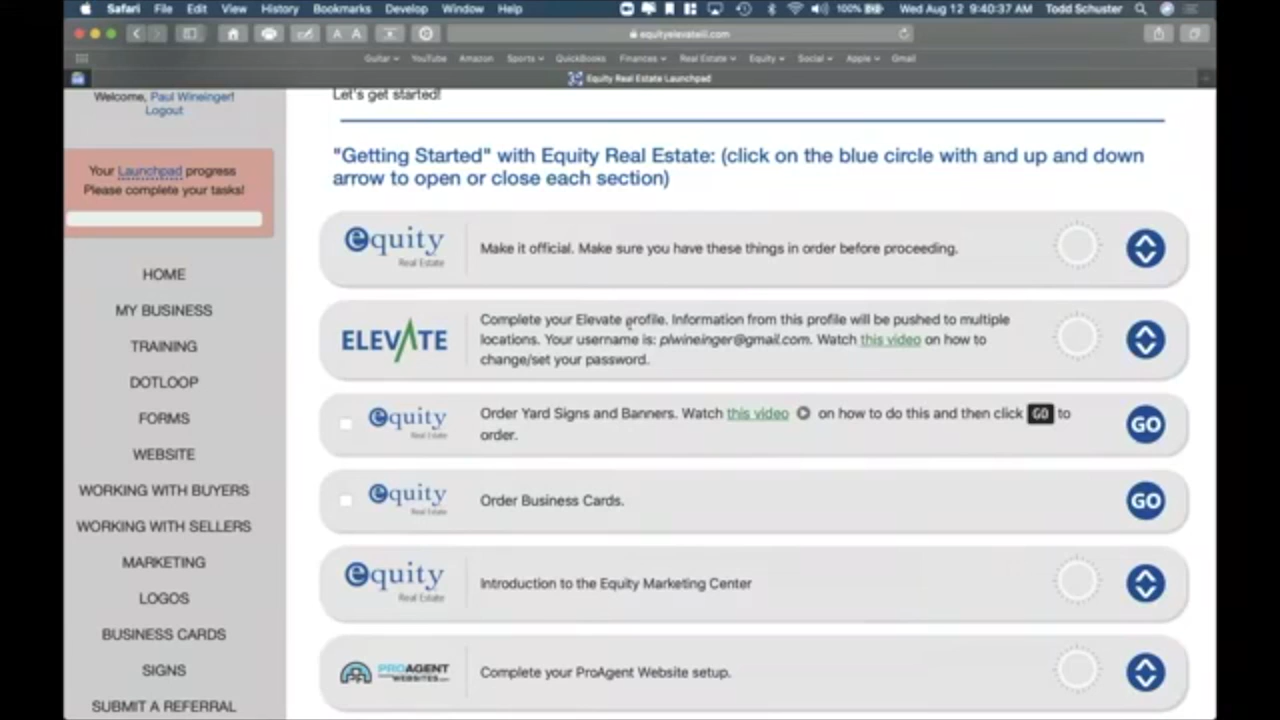 Safari File Edit View History Bookmarks Develop Window Help 100% Wed Aug 12 9:40:37 AM Todd Schuster
A A equityelevateil.com
Guitar YouTube Amazon Sports QuickBooks Finances Real Estate Equity Social Apple Gmail
Equity Real Estate Launchpad
Welcome, Paul Wineinger!
Logout
Your Launchpad progress
Please complete your tasks!
HOME
MY BUSINESS
TRAINING
DOTLOOP
FORMS
WEBSITE
WORKING WITH BUYERS
WORKING WITH SELLERS
MARKETING
LOGOS
BUSINESS CARDS
SIGNS
SUBMIT A REFERRAL
Let's get started!
"Getting Started" with Equity Real Estate: (click on the blue circle with and up and down
arrow to open or close each section)
equity
Real Estate
Make it official. Make sure you have these things in order before proceeding.
ELEVATE
Complete your Elevate profile. Information from this profile will be pushed to multiple
locations. Your username is: plwineinger@gmail.com. Watch this video on how to
change/set your password.
equity
Real Estate
Order Yard Signs and Banners. Watch this video on how to do this and then click GO to
order.
GO
equity
Real Estate
Order Business Cards.
GO
equity
Real Estate
Introduction to the Equity Marketing Center
PROAGENT
WEBSITES.com
Complete your ProAgent Website setup.